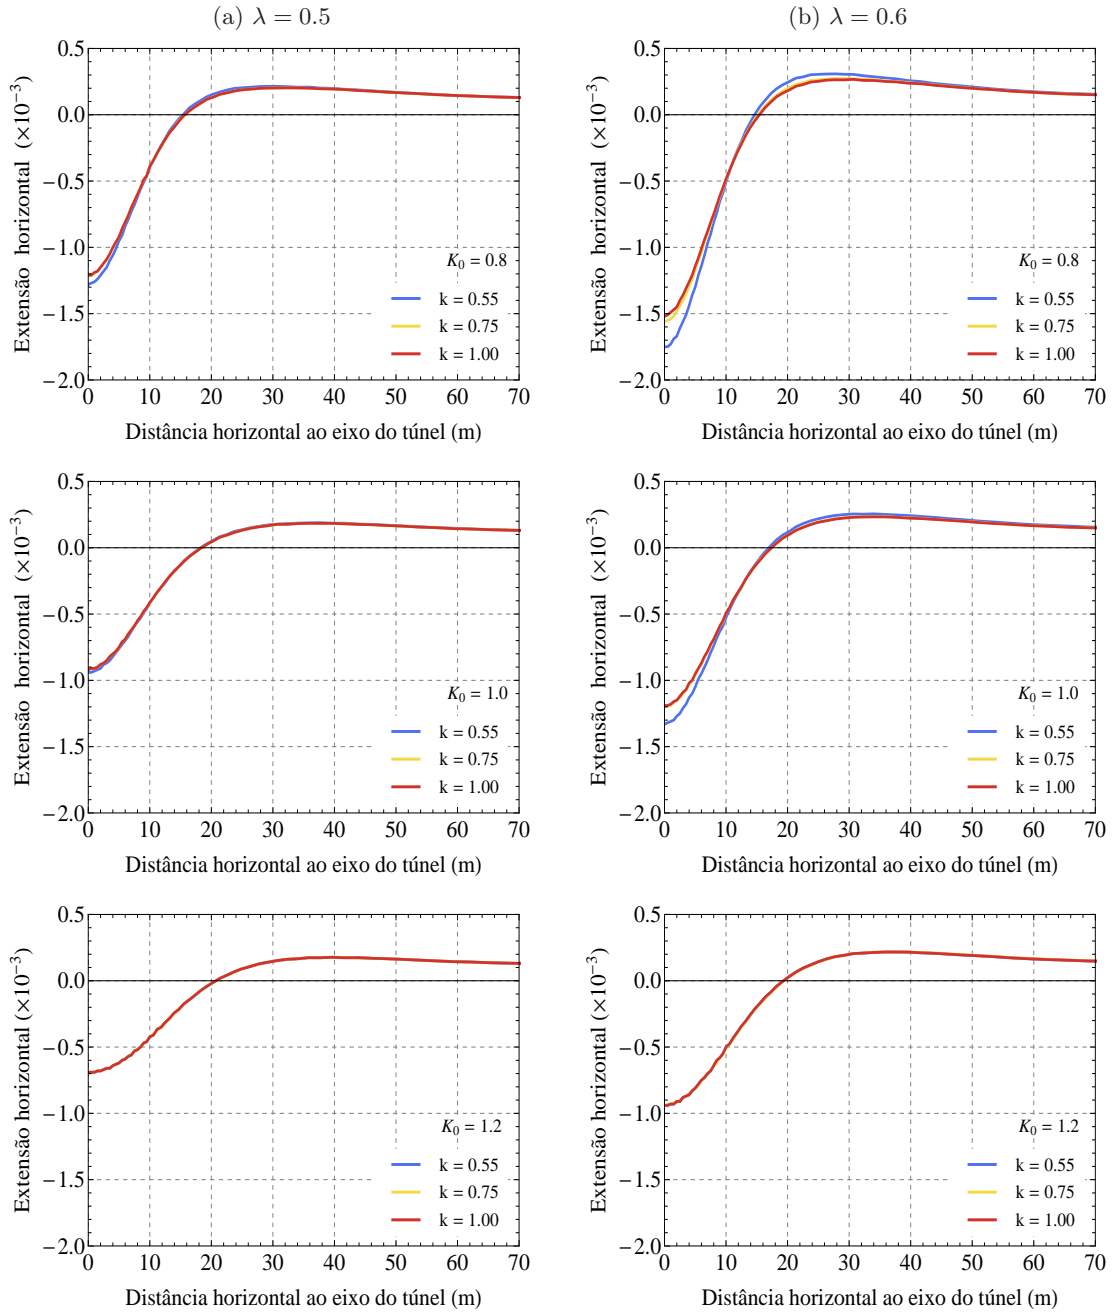 (a) λ = 0.5
0.5
0.0
−0.5
−1.0
−1.5
−2.0
Extensão horizontal (×10⁻³)
K₀ = 0.8
k = 0.55
k = 0.75
k = 1.00
0 10 20 30 40 50 60 70
Distância horizontal ao eixo do túnel (m)
(b) λ = 0.6
0.5
0.0
−0.5
−1.0
−1.5
−2.0
Extensão horizontal (×10⁻³)
K₀ = 0.8
k = 0.55
k = 0.75
k = 1.00
0 10 20 30 40 50 60 70
Distância horizontal ao eixo do túnel (m)
0.5
0.0
−0.5
−1.0
−1.5
−2.0
Extensão horizontal (×10⁻³)
K₀ = 1.0
k = 0.55
k = 0.75
k = 1.00
0 10 20 30 40 50 60 70
Distância horizontal ao eixo do túnel (m)
0.5
0.0
−0.5
−1.0
−1.5
−2.0
Extensão horizontal (×10⁻³)
K₀ = 1.0
k = 0.55
k = 0.75
k = 1.00
0 10 20 30 40 50 60 70
Distância horizontal ao eixo do túnel (m)
0.5
0.0
−0.5
−1.0
−1.5
−2.0
Extensão horizontal (×10⁻³)
K₀ = 1.2
k = 0.55
k = 0.75
k = 1.00
0 10 20 30 40 50 60 70
Distância horizontal ao eixo do túnel (m)
0.5
0.0
−0.5
−1.0
−1.5
−2.0
Extensão horizontal (×10⁻³)
K₀ = 1.2
k = 0.55
k = 0.75
k = 1.00
0 10 20 30 40 50 60 70
Distância horizontal ao eixo do túnel (m)